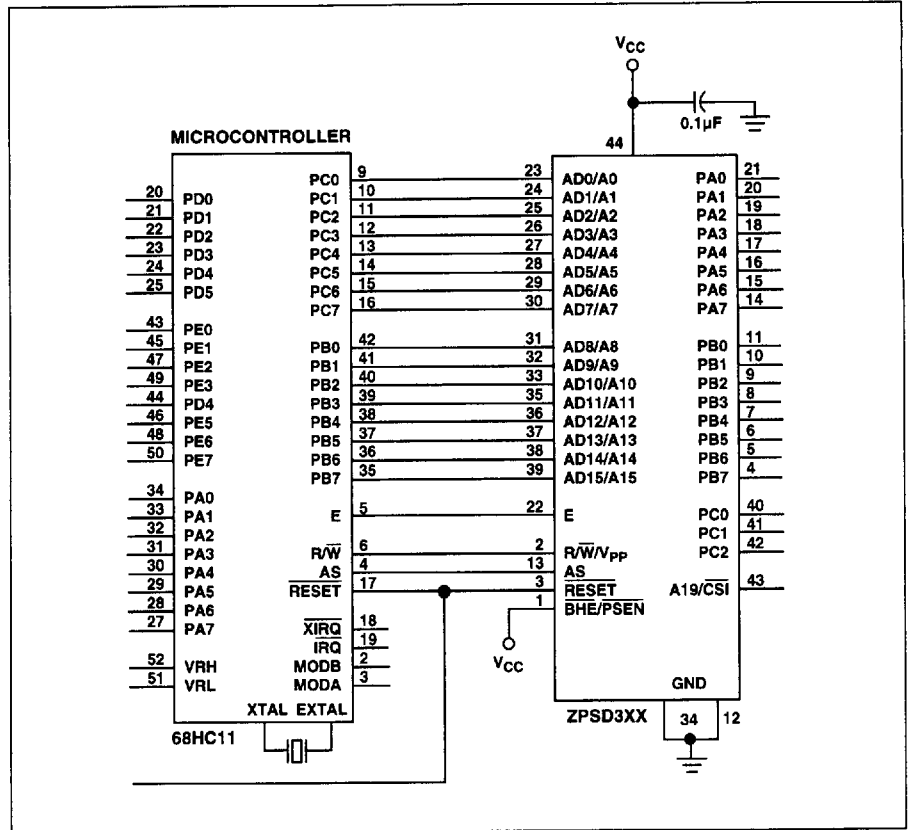 VCC
0.1µF
44
MICROCONTROLLER
20 PD0
21 PD1
22 PD2
23 PD3
24 PD4
25 PD5
43 PE0
45 PE1
47 PE2
49 PE3
44 PD4
46 PE5
48 PE6
50 PE7
34 PA0
33 PA1
32 PA2
31 PA3
30 PA4
29 PA5
28 PA6
27 PA7
52 VRH
51 VRL
PC0 9
PC1 10
PC2 11
PC3 12
PC4 13
PC5 14
PC6 15
PC7 16
PB0 42
PB1 41
PB2 40
PB3 39
PB4 38
PB5 37
PB6 36
PB7 35
E 5
R/W̅ 6
AS 4
R̅E̅S̅E̅T̅ 17
X̅I̅R̅Q̅ 18
I̅R̅Q̅ 19
MODB 2
MODA 3
XTAL EXTAL
68HC11
23 AD0/A0
24 AD1/A1
25 AD2/A2
26 AD3/A3
27 AD4/A4
28 AD5/A5
29 AD6/A6
30 AD7/A7
31 AD8/A8
32 AD9/A9
33 AD10/A10
35 AD11/A11
36 AD12/A12
37 AD13/A13
38 AD14/A14
39 AD15/A15
22 E
2 R/W̅/VPP
13 AS
3 R̅E̅S̅E̅T̅
1 B̅H̅E̅/P̅S̅E̅N̅
VCC
PA0 21
PA1 20
PA2 19
PA3 18
PA4 17
PA5 16
PA6 15
PA7 14
PB0 11
PB1 10
PB2 9
PB3 8
PB4 7
PB5 6
PB6 5
PB7 4
PC0 40
PC1 41
PC2 42
A19/C̅S̅I̅ 43
GND
34 12
ZPSD3XX